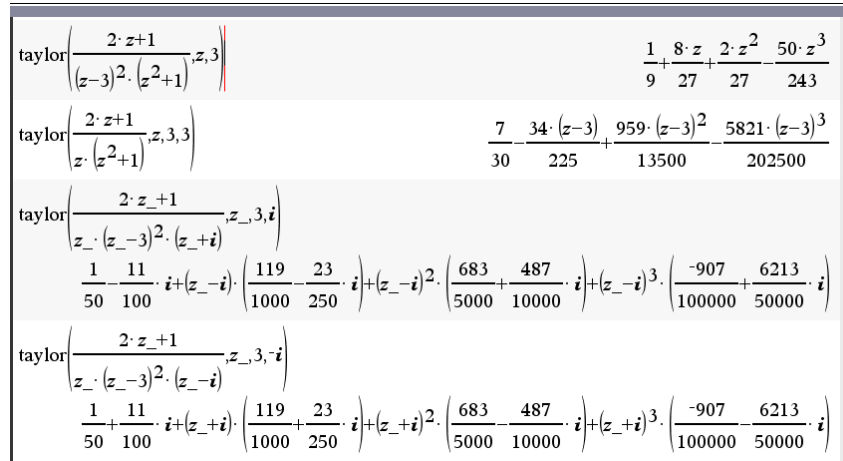 taylor((2·z+1)/((z-3)^2·(z^2+1)),z,3)
1/9+8·z/27+2·z^2/27-50·z^3/243
taylor((2·z+1)/(z·(z^2+1)),z,3,3)
7/30-34·(z-3)/225+959·(z-3)^2/13500-5821·(z-3)^3/202500
taylor((2·z_+1)/(z_·(z_-3)^2·(z_+i)),z_,3,i)
1/50-11/100·i+(z_-i)·(119/1000-23/250·i)+(z_-i)^2·(683/5000+487/10000·i)+(z_-i)^3·(-907/100000+6213/50000·i)
taylor((2·z_+1)/(z_·(z_-3)^2·(z_-i)),z_,3,-i)
1/50+11/100·i+(z_+i)·(119/1000+23/250·i)+(z_+i)^2·(683/5000-487/10000·i)+(z_+i)^3·(-907/100000-6213/50000·i)